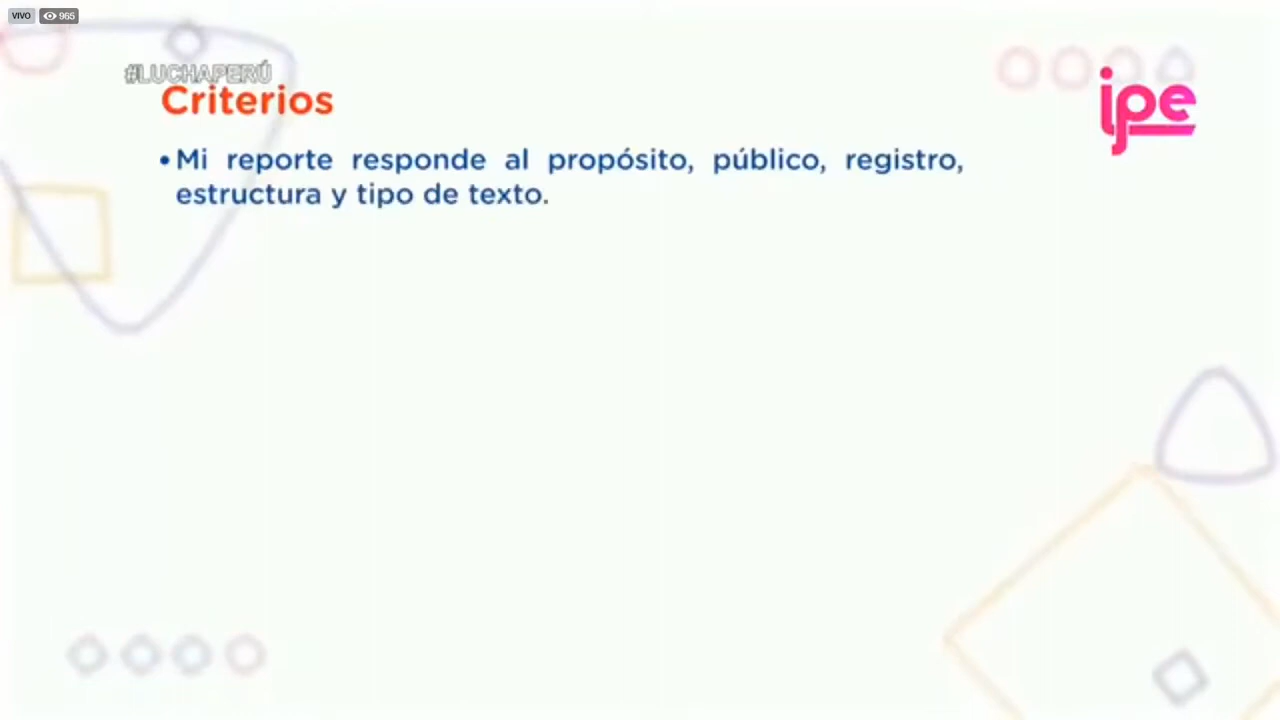 VIVO 965
#LUCHAPERÚ
Criterios
ipe
• Mi reporte responde al propósito, público, registro,
estructura y tipo de texto.